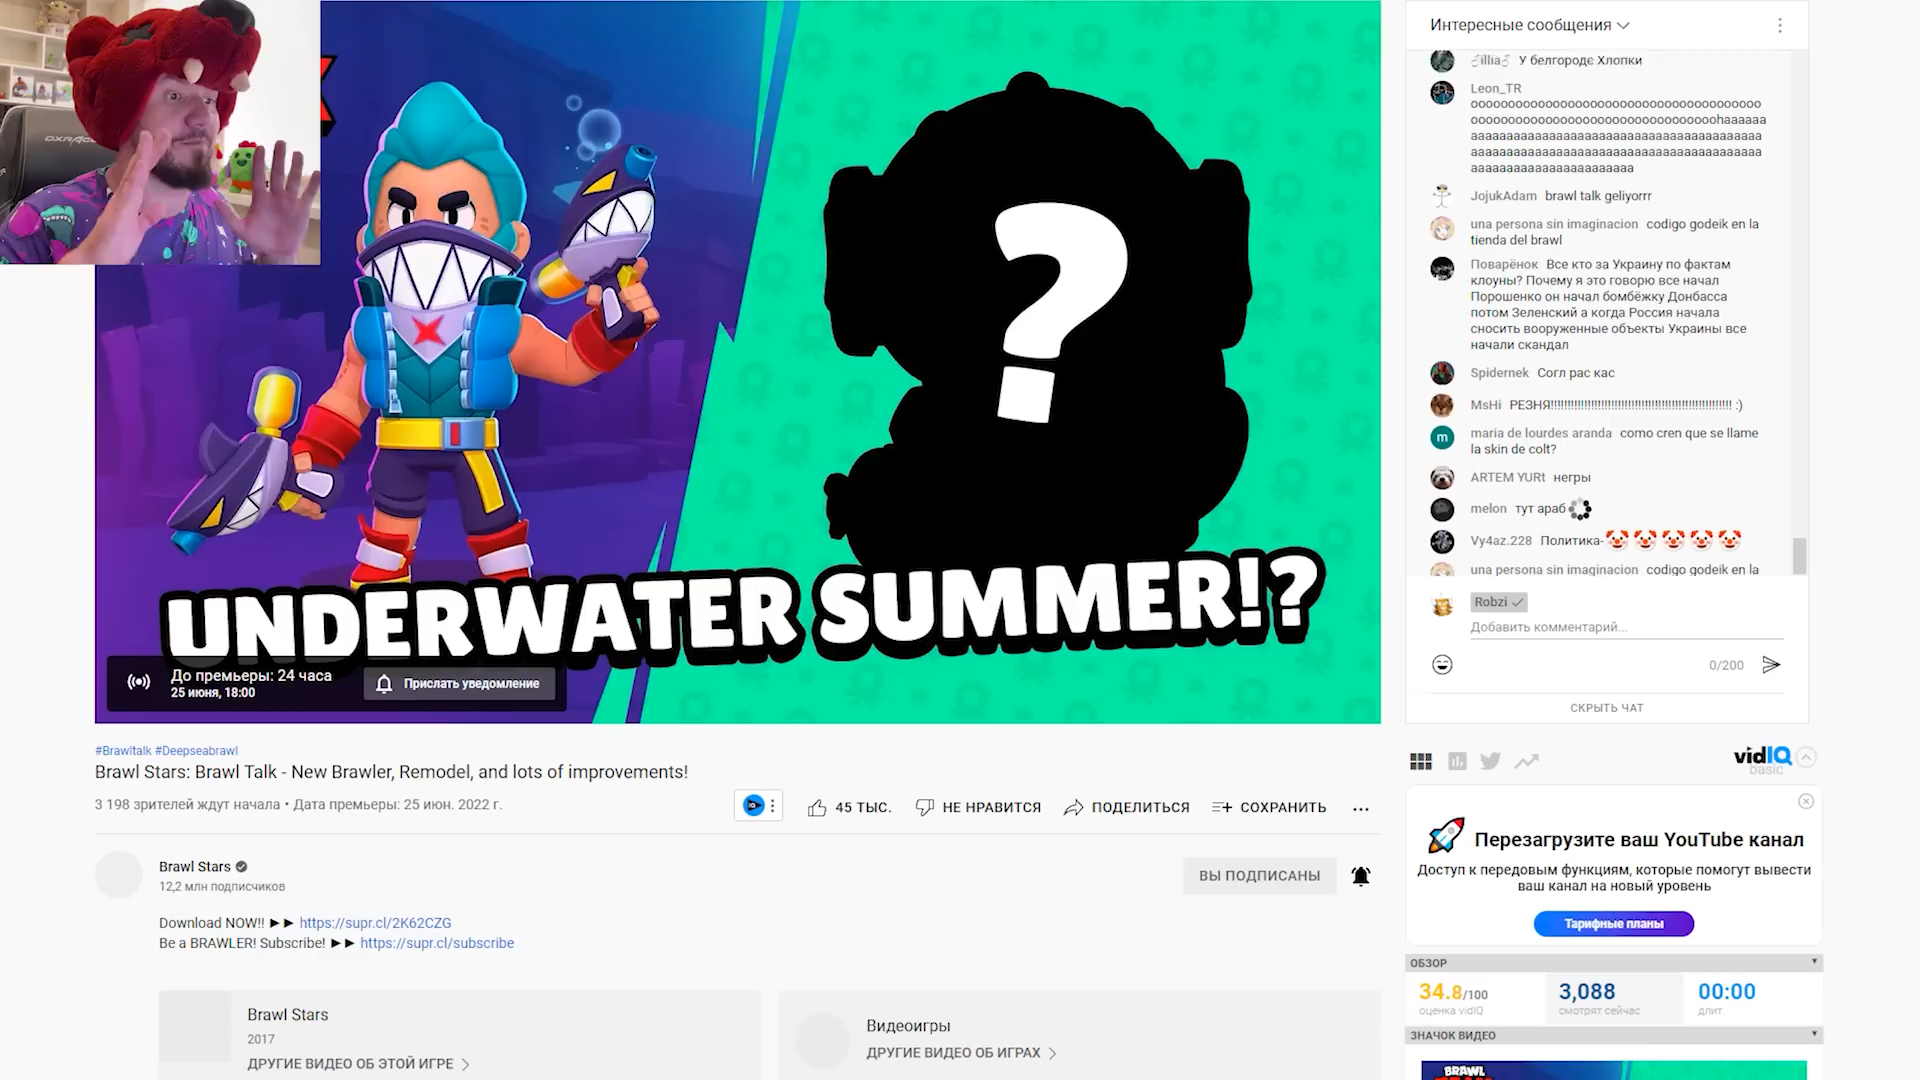 DXRACER
UNDERWATER SUMMER!?
До премьеры: 24 часа
25 июня, 18:00
Прислать уведомление
#Brawltalk #Deepseabrawl
Brawl Stars: Brawl Talk - New Brawler, Remodel, and lots of improvements!
3 198 зрителей ждут начала • Дата премьеры: 25 июн. 2022 г.
45 ТЫС.
НЕ НРАВИТСЯ
ПОДЕЛИТЬСЯ
СОХРАНИТЬ
Brawl Stars
12,2 млн подписчиков
ВЫ ПОДПИСАНЫ
Download NOW!! ►► https://supr.cl/2K62CZG
Be a BRAWLER! Subscribe! ►► https://supr.cl/subscribe
Brawl Stars
2017
ДРУГИЕ ВИДЕО ОБ ЭТОЙ ИГРЕ
Видеоигры
ДРУГИЕ ВИДЕО ОБ ИГРАХ
Интересные сообщения
У белгороде Хлопки
Leon_TR
JojukAdam brawl talk geliyorrr
una persona sin imaginacion codigo godeik en la
tienda del brawl
Поварёнок Все кто за Украину по фактам
клоуны? Почему я это говорю все начал
Порошенко он начал бомбёжку Донбасса
потом Зеленский а когда Россия начала
сносить вооруженные объекты Украины все
начали скандал
Spidernek Согл рас кас
MsHi РЕЗНЯ!!!!!!!!!!!!!!!!!!!!!!!!!!!!!!!!!!!!!!!!!!!!!!!!!!!!! :)
m
maria de lourdes aranda como cren que se llame
la skin de colt?
ARTEM YURt негры
melon тут араб
Vy4az.228 Политика-🤡🤡🤡🤡🤡
una persona sin imaginacion codigo godeik en la
Robzi
Добавить комментарий...
0/200
СКРЫТЬ ЧАТ
vidIQ
basic
Перезагрузите ваш YouTube канал
Доступ к передовым функциям, которые помогут вывести
ваш канал на новый уровень
Тарифные планы
ОБЗОР
34.8/100
оценка vidIQ
3,088
смотрят сейчас
00:00
длит.
ЗНАЧОК ВИДЕО
BRAWL